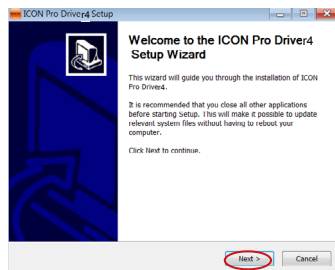 ICON Pro Driver4 Setup
Welcome to the ICON Pro Driver4
Setup Wizard
This wizard will guide you through the installation of ICON
Pro Driver4.
It is recommended that you close all other applications
before starting Setup. This will make it possible to update
relevant system files without having to reboot your
computer.
Click Next to continue.
Next >
Cancel